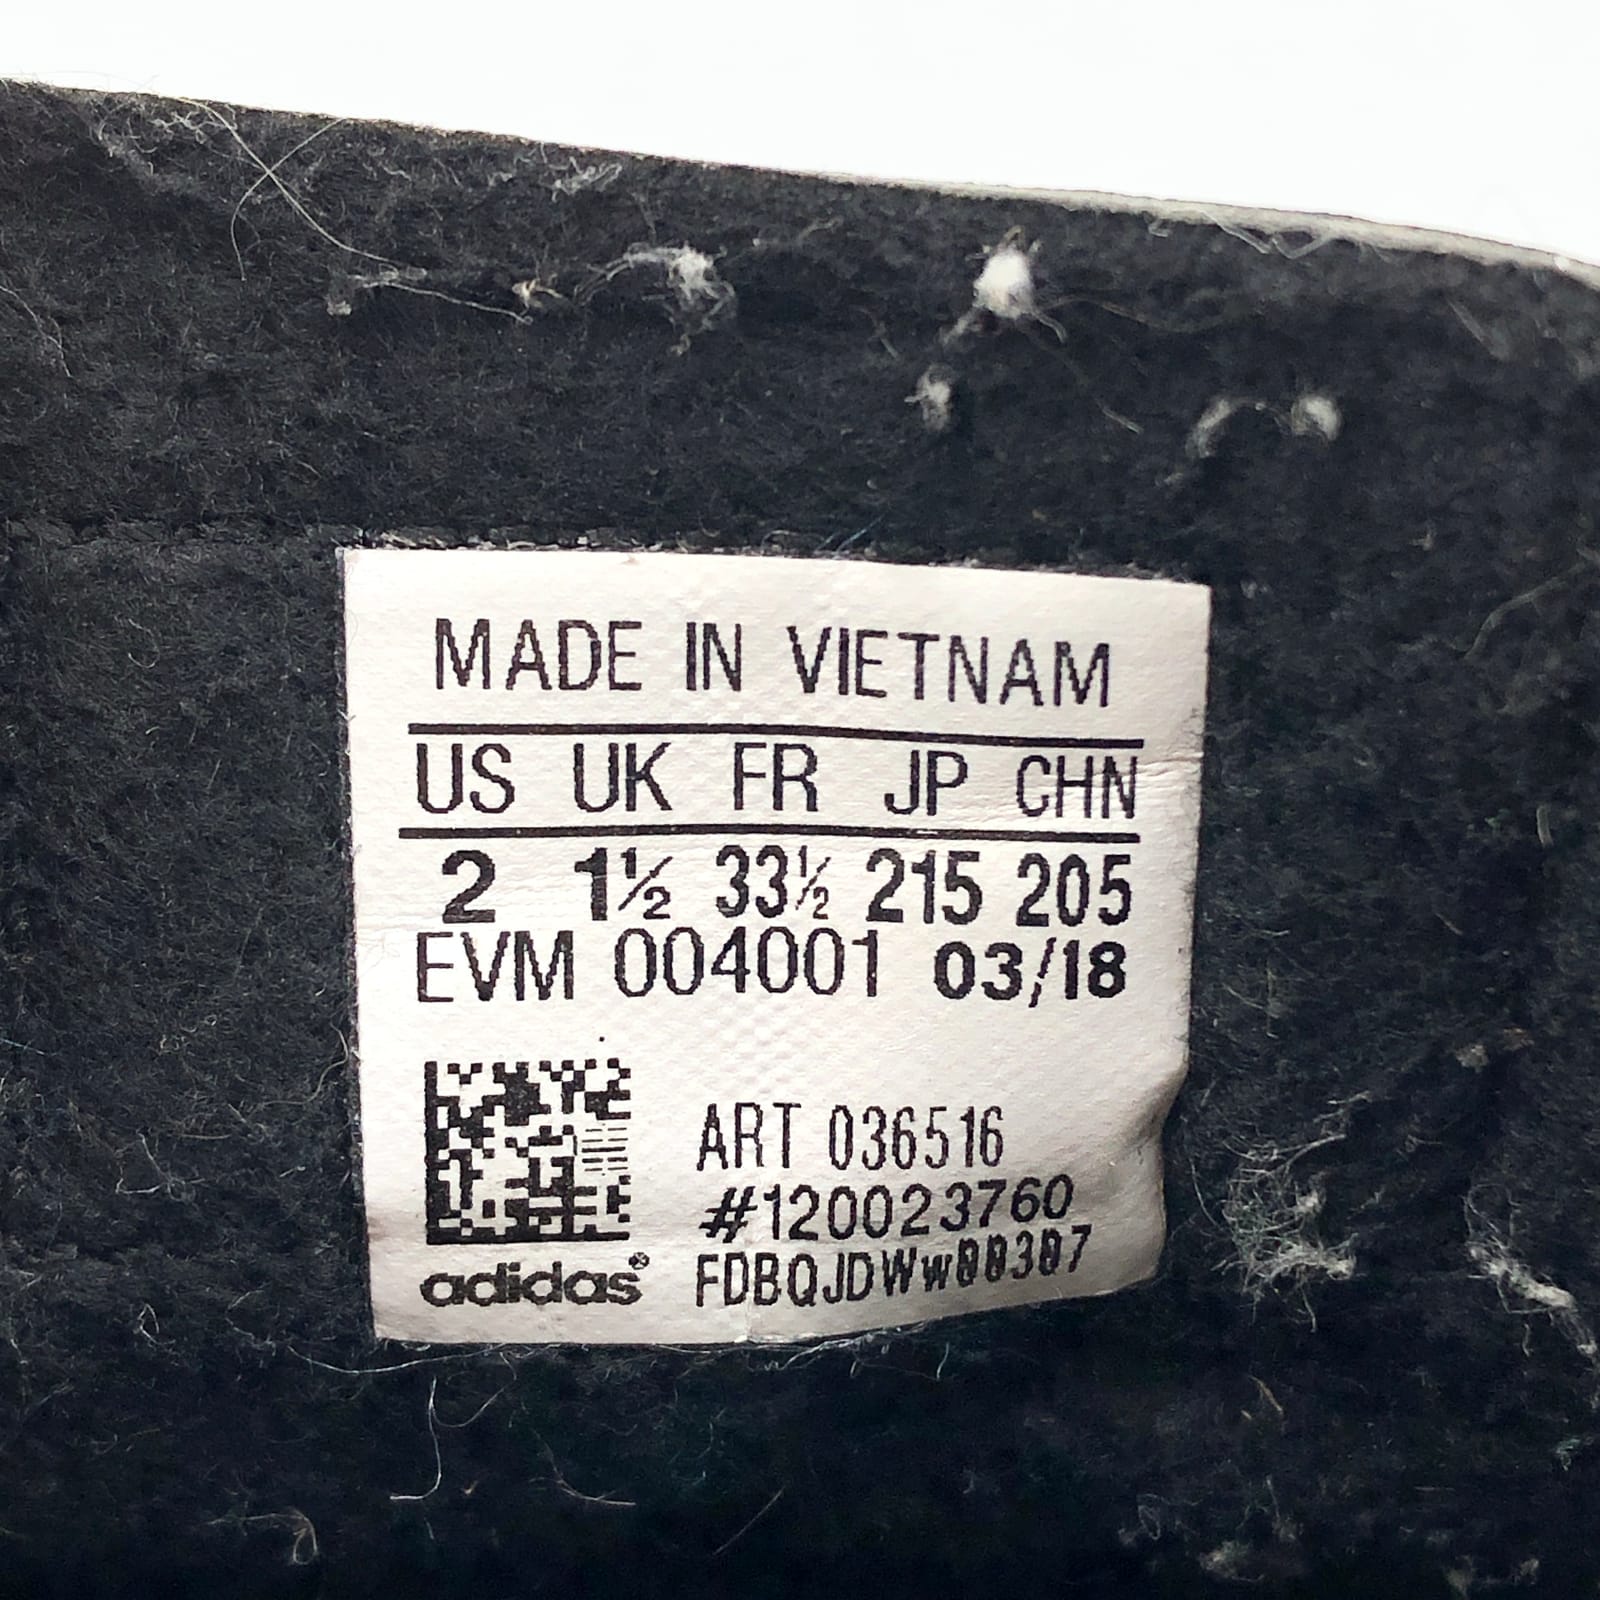 MADE IN VIETNAM
US UK FR JP CHN
2 1½ 33½ 215 205
EVM 004001 03/18
ART 036516
#120023760
adidas® FDBQJDWw00307